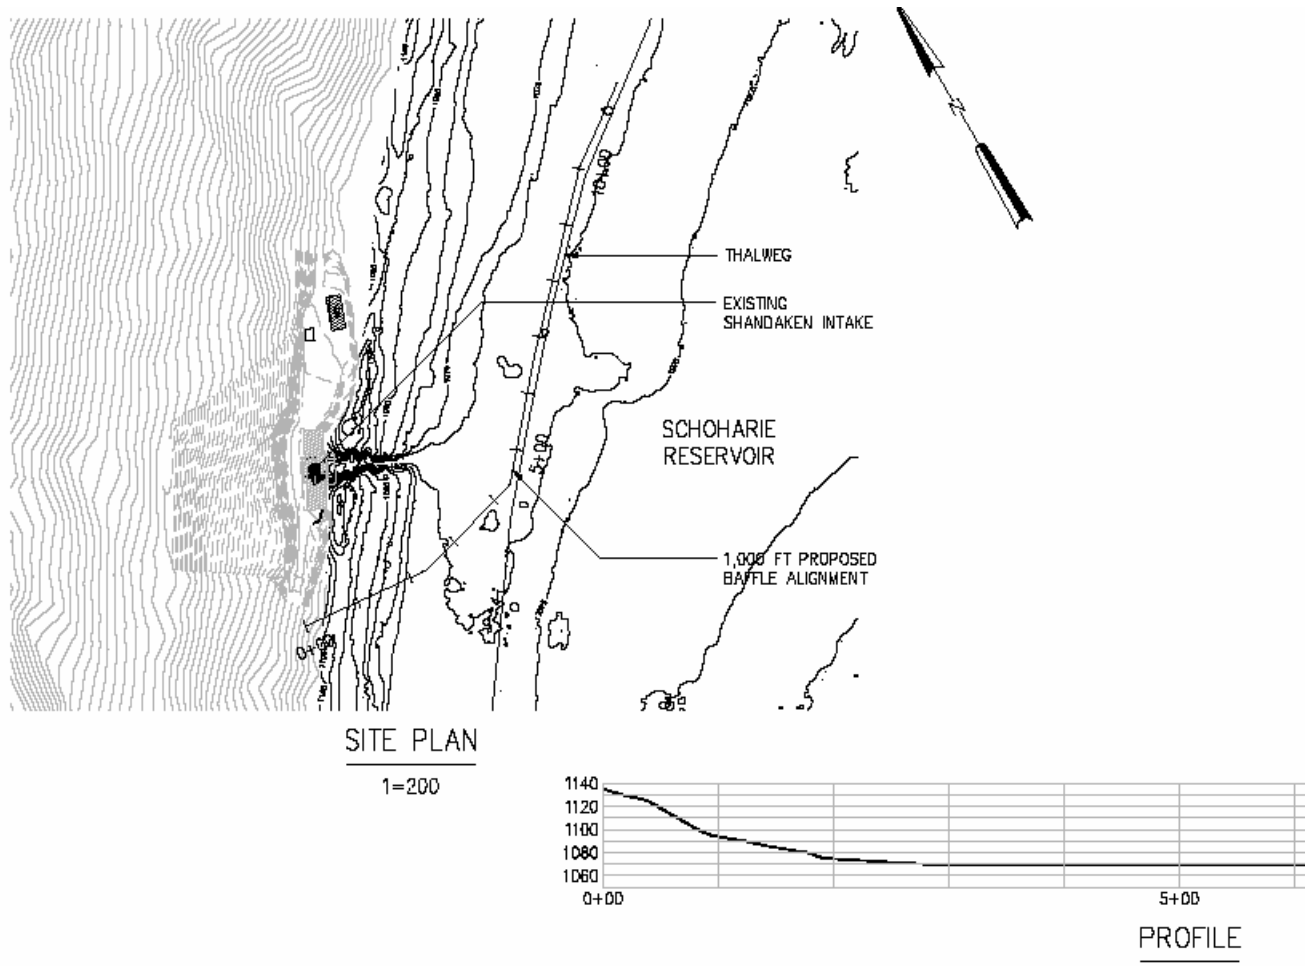 10+00
THALWEG
EXISTING
SHANDAKEN INTAKE
SCHOHARIE
RESERVOIR
5+00
1,000 FT PROPOSED
BAFFLE ALIGNMENT
0+00
N
SITE PLAN
1=200
1140
1120
1100
1080
1060
0+00
5+00
PROFILE